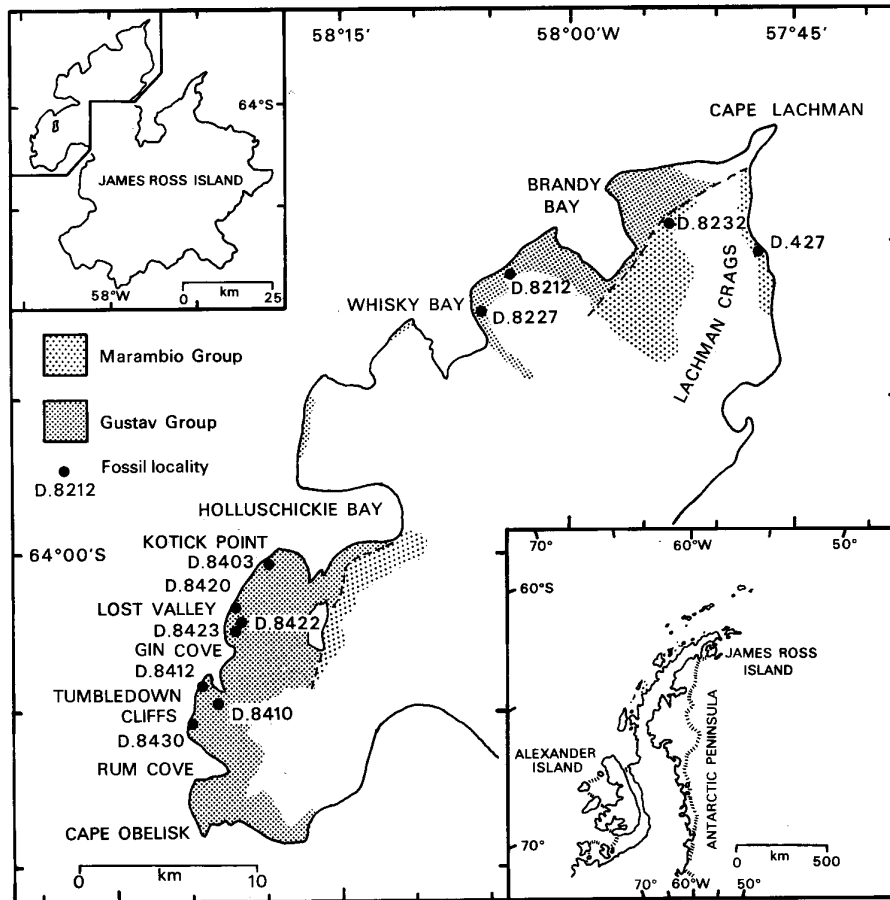 58°15'
58°00'W
57°45'
64°S
JAMES ROSS ISLAND
58°W
0
km
25
CAPE LACHMAN
BRANDY
BAY
D.8232
D.427
D.8212
WHISKY BAY
D.8227
LACHMAN CRAGS
Marambio Group
Gustav Group
Fossil locality
D.8212
HOLLUSCHICKIE BAY
64°00'S
KOTICK POINT
D.8403
D.8420
LOST VALLEY
D.8422
D.8423
GIN COVE
D.8412
TUMBLEDOWN
CLIFFS
D.8410
D.8430
RUM COVE
CAPE OBELISK
0
km
10
70°
60°W
50°
60°S
JAMES ROSS
ISLAND
ALEXANDER
ISLAND
ANTARCTIC PENINSULA
70°
0
km
500
70°
60°W
50°